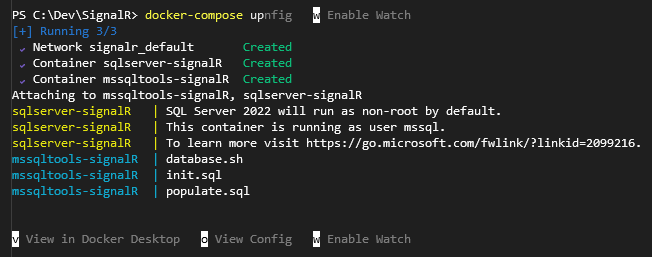 PS C:\Dev\SignalR> docker-compose upnfig   w Enable Watch
[+] Running 3/3
✔ Network signalr_default       Created
✔ Container sqlserver-signalR   Created
✔ Container mssqltools-signalR  Created
Attaching to mssqltools-signalR, sqlserver-signalR
sqlserver-signalR   | SQL Server 2022 will run as non-root by default.
sqlserver-signalR   | This container is running as user mssql.
sqlserver-signalR   | To learn more visit https://go.microsoft.com/fwlink/?linkid=2099216.
mssqltools-signalR  | database.sh
mssqltools-signalR  | init.sql
mssqltools-signalR  | populate.sql
v View in Docker Desktop   o View Config   w Enable Watch